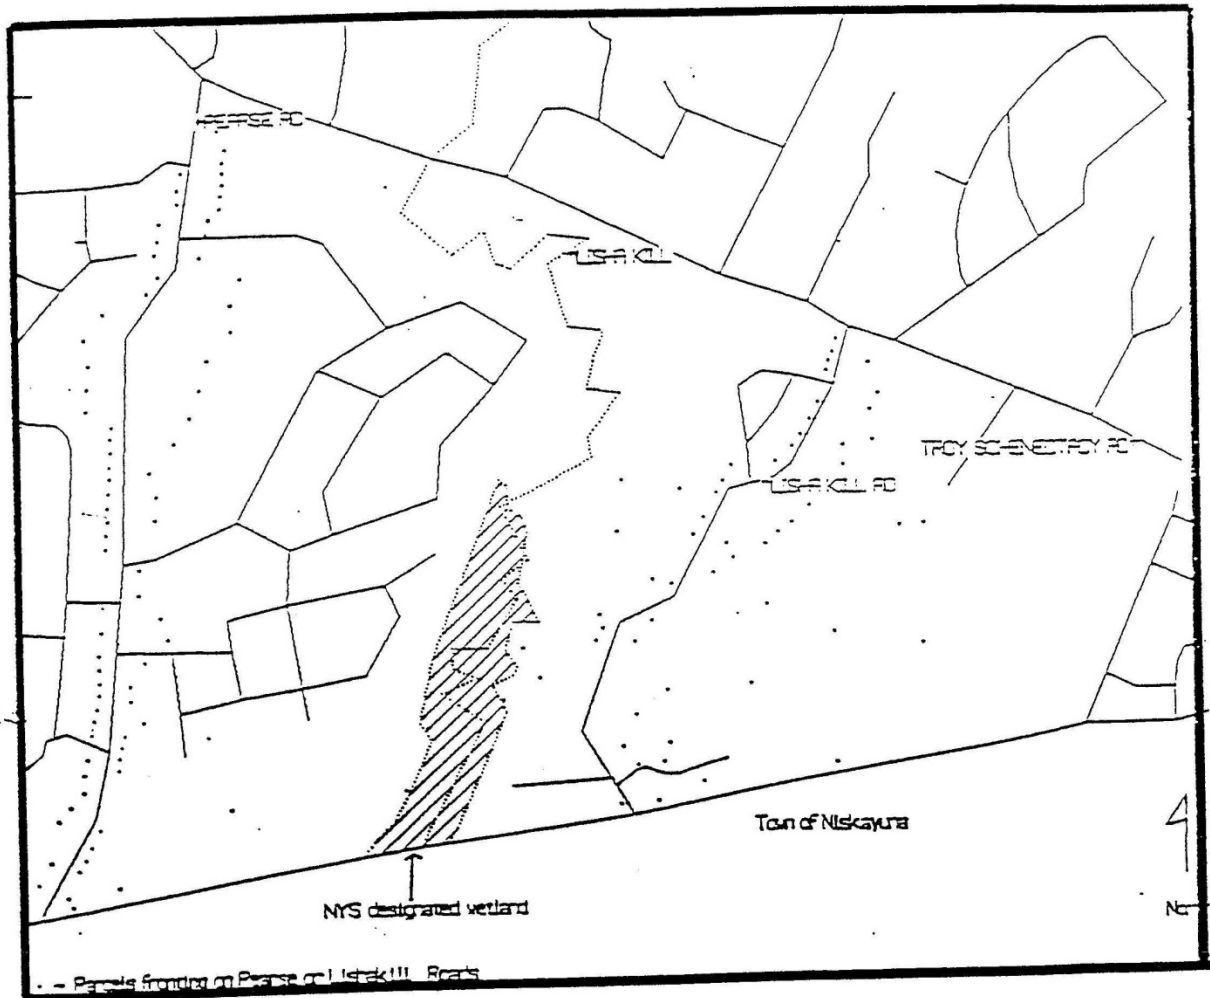 PEARSE RD
LISHA KILL
TROY SCHENECTADY RD
LISHA KILL RD
Town of Niskayuna
NYS designated wetland
No
- Parcels fronting on Pearse or Lishakill Roads